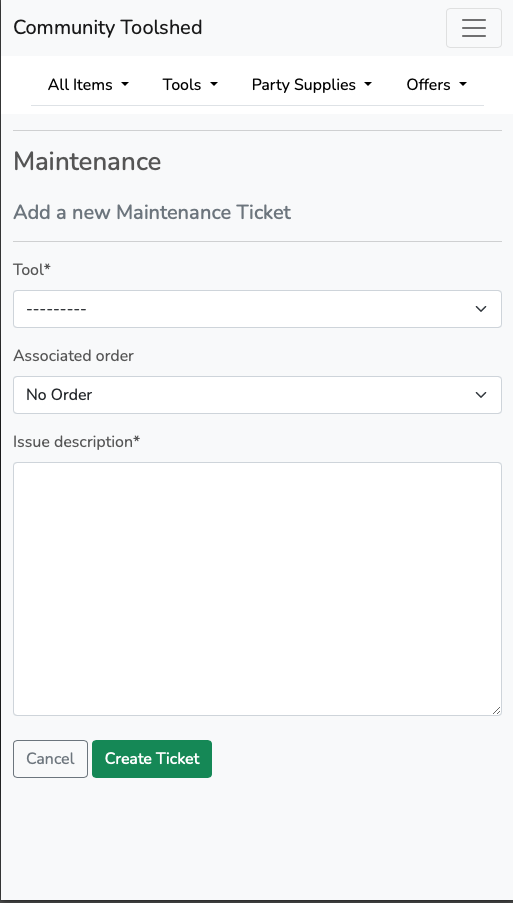 Community Toolshed
All Items Tools Party Supplies Offers
Maintenance
Add a new Maintenance Ticket
Tool*
---------
Associated order
No Order
Issue description*
Cancel Create Ticket